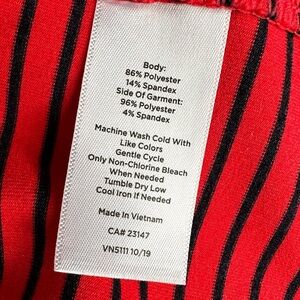 Body:
86% Polyester
14% Spandex
Side Of Garment:
96% Polyester
4% Spandex
Machine Wash Cold With
Like Colors
Gentle Cycle
Only Non-Chlorine Bleach
When Needed
Tumble Dry Low
Cool Iron If Needed
Made In Vietnam
CA# 23147
VN5111 10/19